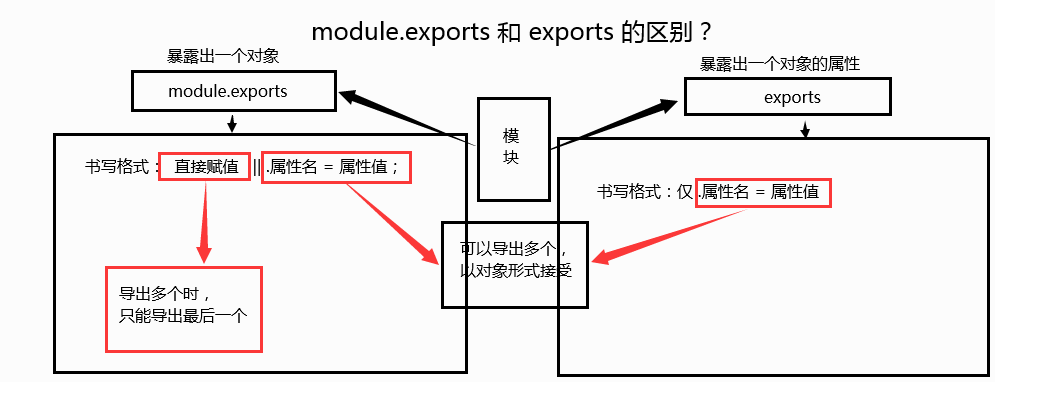 module.exports 和 exports 的区别？
暴露出一个对象
module.exports
暴露出一个对象的属性
exports
模
块
书写格式：直接赋值 || .属性名 = 属性值；
书写格式：仅 .属性名 = 属性值
可以导出多个，
以对象形式接受
导出多个时，
只能导出最后一个